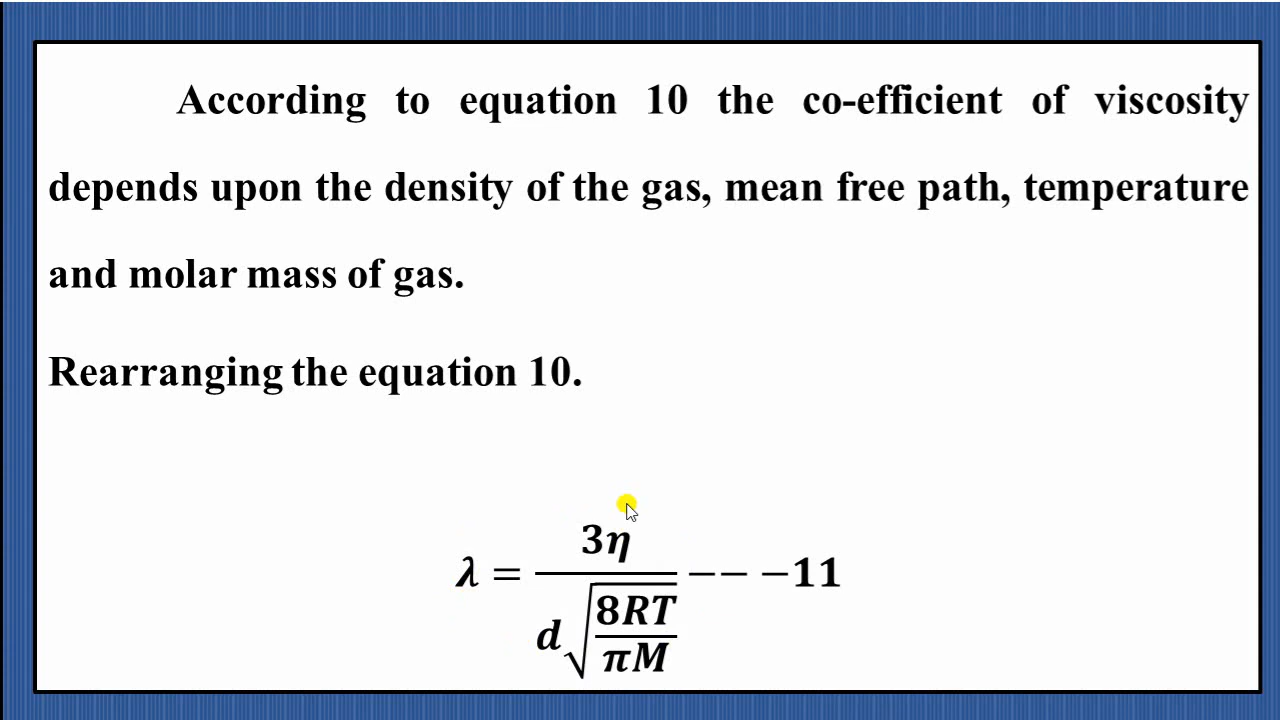 According to equation 10 the co-efficient of viscosity
depends upon the density of the gas, mean free path, temperature
and molar mass of gas.
Rearranging the equation 10.
λ = 3η / d√(8RT / πM) −− −11